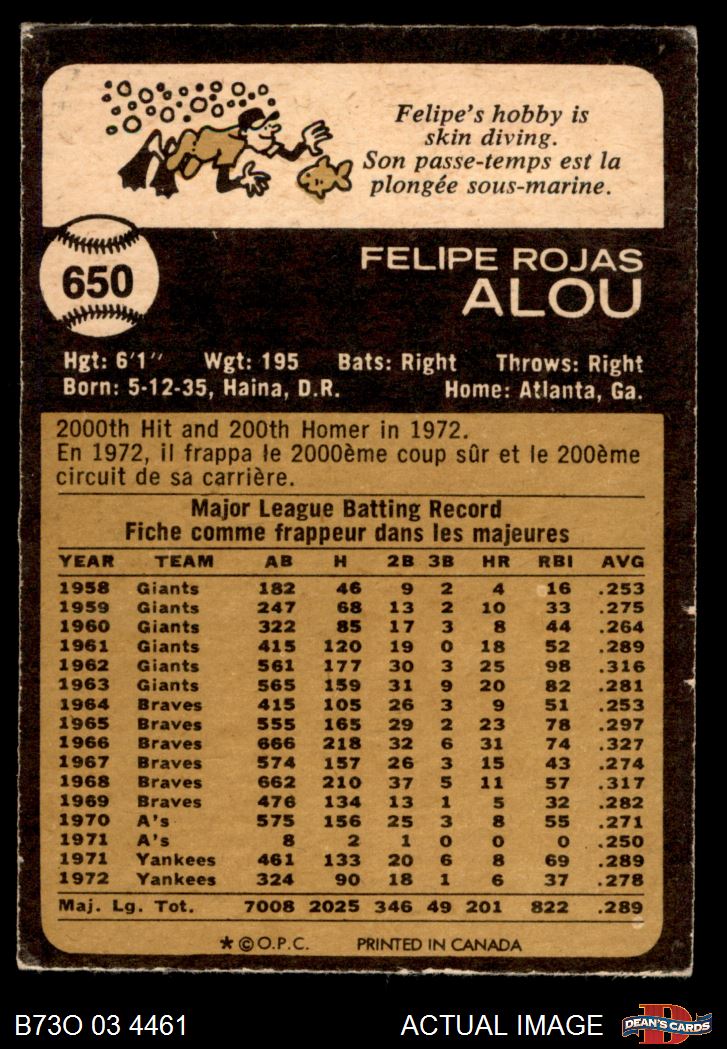 Felipe's hobby is
skin diving.
Son passe-temps est la
plongée sous-marine.
650
FELIPE ROJAS
ALOU
Hgt: 6'1" Wgt: 195 Bats: Right Throws: Right
Born: 5-12-35, Haina, D.R. Home: Atlanta, Ga.
2000th Hit and 200th Homer in 1972.
En 1972, il frappa le 2000ème coup sûr et le 200ème
circuit de sa carrière.
Major League Batting Record
Fiche comme frappeur dans les majeures
YEAR TEAM AB H 2B 3B HR RBI AVG
1958 Giants 182 46 9 2 4 16 .253
1959 Giants 247 68 13 2 10 33 .275
1960 Giants 322 85 17 3 8 44 .264
1961 Giants 415 120 19 0 18 52 .289
1962 Giants 561 177 30 3 25 98 .316
1963 Giants 565 159 31 9 20 82 .281
1964 Braves 415 105 26 3 9 51 .253
1965 Braves 555 165 29 2 23 78 .297
1966 Braves 666 218 32 6 31 74 .327
1967 Braves 574 157 26 3 15 43 .274
1968 Braves 662 210 37 5 11 57 .317
1969 Braves 476 134 13 1 5 32 .282
1970 A's 575 156 25 3 8 55 .271
1971 A's 8 2 1 0 0 0 .250
1971 Yankees 461 133 20 6 8 69 .289
1972 Yankees 324 90 18 1 6 37 .278
Maj. Lg. Tot. 7008 2025 346 49 201 822 .289
★ © O.P.C. PRINTED IN CANADA
B73O 03 4461 ACTUAL IMAGE D DEAN'S CARDS